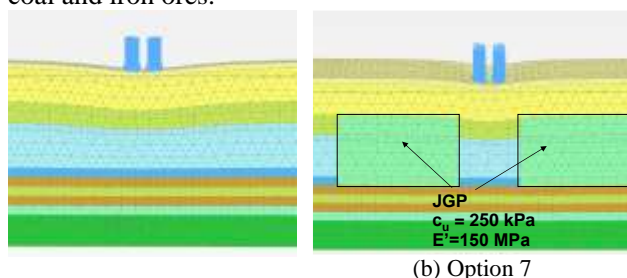 coal and iron ores.
JGP
cu = 250 kPa
E'=150 MPa
(b) Option 7